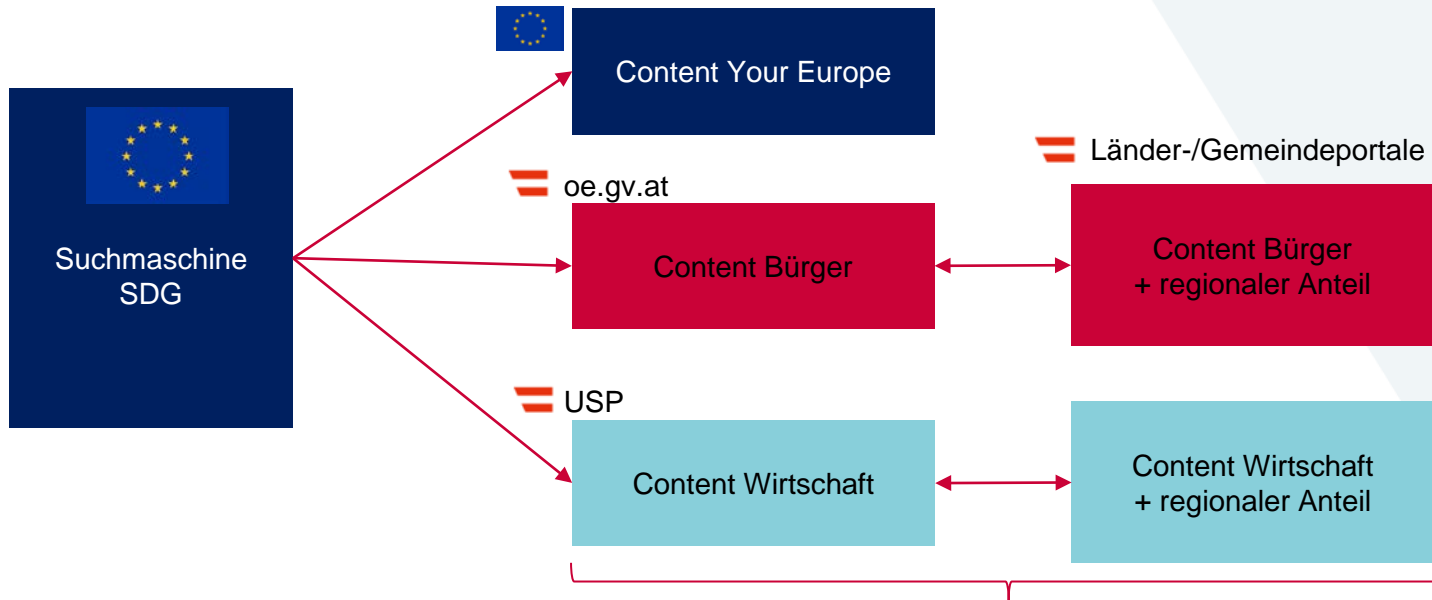 Content Your Europe
Länder-/Gemeindeportale
oe.gv.at
Suchmaschine
SDG
Content Bürger
Content Bürger
+ regionaler Anteil
USP
Content Wirtschaft
Content Wirtschaft
+ regionaler Anteil